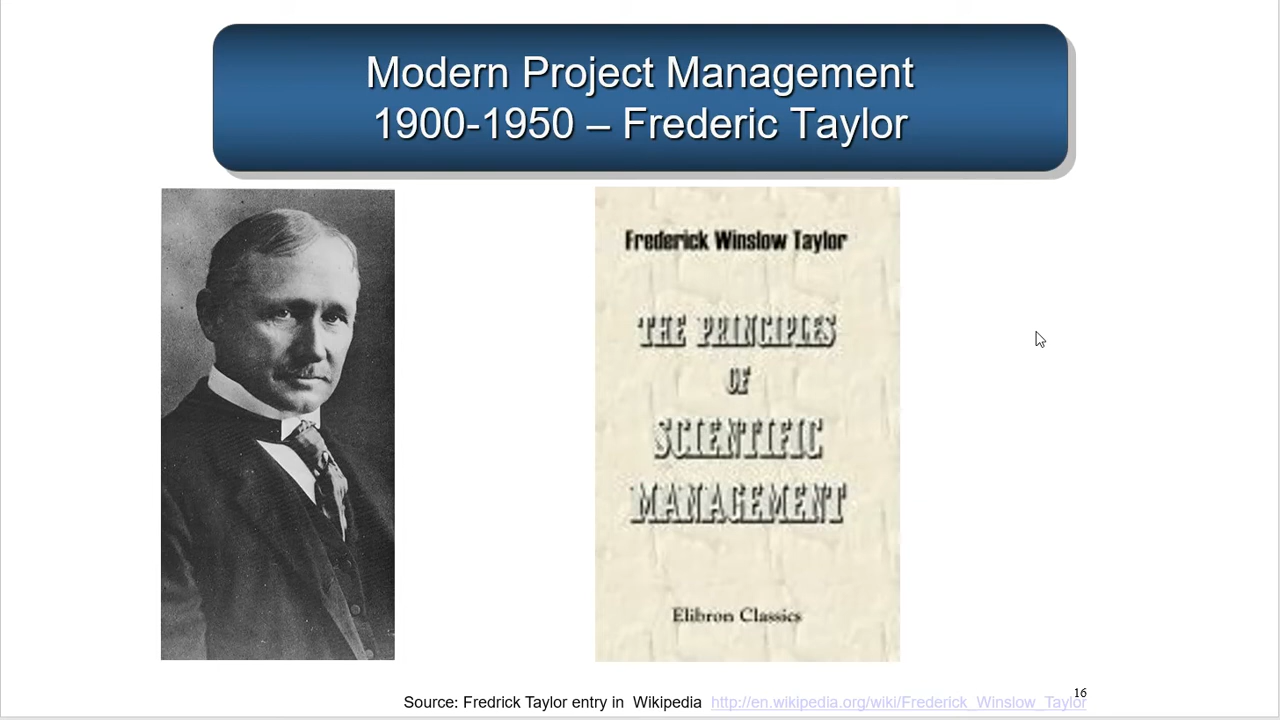 Modern Project Management
1900-1950 – Frederic Taylor
Frederick Winslow Taylor
THE PRINCIPLES
OF
SCIENTIFIC
MANAGEMENT
Elibron Classics
16
Source: Fredrick Taylor entry in Wikipedia http://en.wikipedia.org/wiki/Frederick_Winslow_Taylor